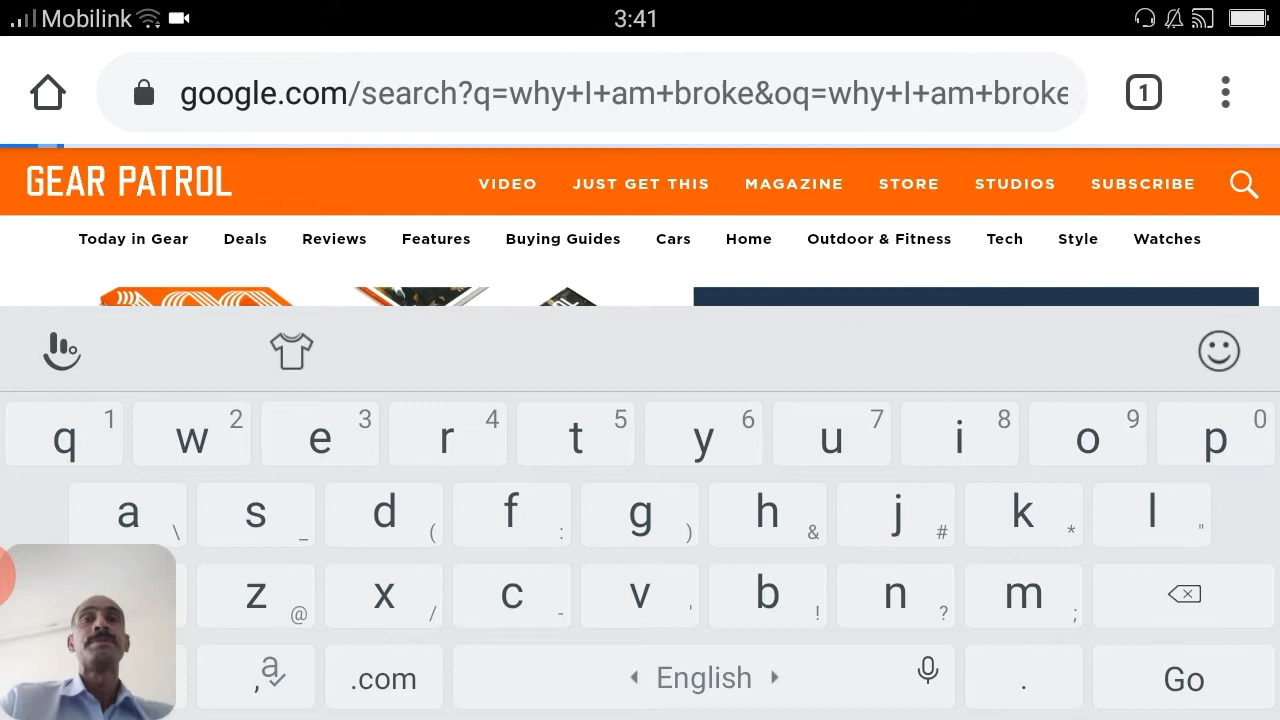 Mobilink 3:41
google.com/search?q=why+I+am+broke&oq=why+I+am+broke
1
GEAR PATROL VIDEO JUST GET THIS MAGAZINE STORE STUDIOS SUBSCRIBE
Today in Gear Deals Reviews Features Buying Guides Cars Home Outdoor & Fitness Tech Style Watches
q 1 w 2 e 3 r 4 t 5 y 6 u 7 i 8 o 9 p 0
a \ s _ d ( f : g ) h & j # k * l "
z @ x / c - v ' b ! n ? m ;
, a .com English . Go